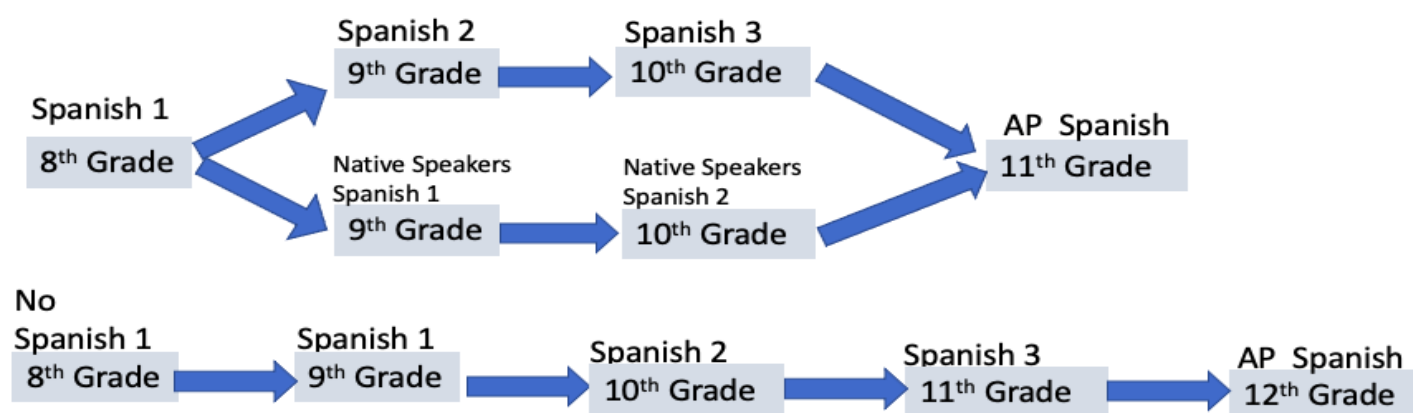 Spanish 1
8th Grade
Spanish 2
9th Grade
Spanish 3
10th Grade
Native Speakers
Spanish 1
9th Grade
Native Speakers
Spanish 2
10th Grade
AP Spanish
11th Grade
No
Spanish 1
8th Grade
Spanish 1
9th Grade
Spanish 2
10th Grade
Spanish 3
11th Grade
AP Spanish
12th Grade